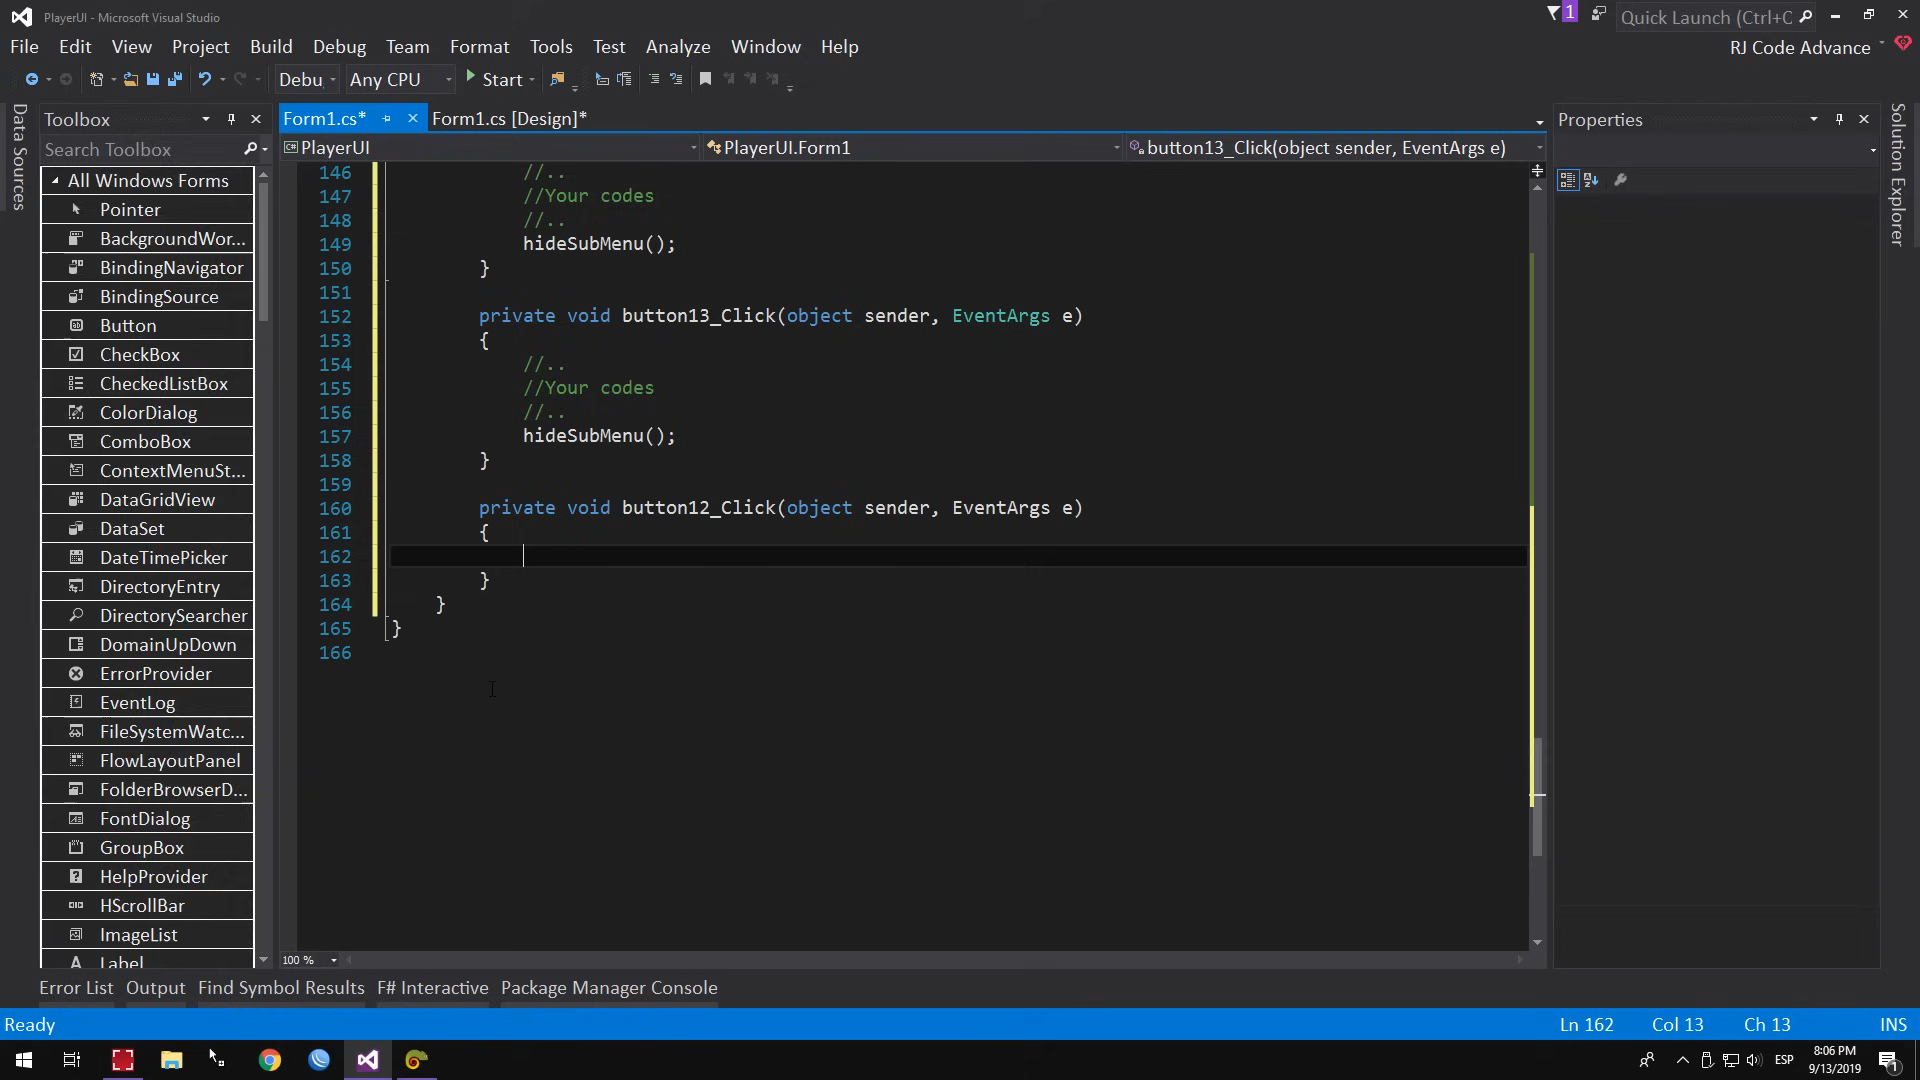 PlayerUI - Microsoft Visual Studio
1
Quick Launch (Ctrl+C
File Edit View Project Build Debug Team Format Tools Test Analyze Window Help
RJ Code Advance
Debu Any CPU Start
Data Sources
Toolbox
Search Toolbox
All Windows Forms
Pointer
BackgroundWor...
BindingNavigator
BindingSource
Button
CheckBox
CheckedListBox
ColorDialog
ComboBox
ContextMenuSt...
DataGridView
DataSet
DateTimePicker
DirectoryEntry
DirectorySearcher
DomainUpDown
ErrorProvider
EventLog
FileSystemWatc...
FlowLayoutPanel
FolderBrowserD...
FontDialog
GroupBox
HelpProvider
HScrollBar
ImageList
Label
Form1.cs* Form1.cs [Design]*
PlayerUI PlayerUI.Form1 button13_Click(object sender, EventArgs e)
146 //..
147 //Your codes
148 //..
149 hideSubMenu();
150 }
151
152 private void button13_Click(object sender, EventArgs e)
153 {
154 //..
155 //Your codes
156 //..
157 hideSubMenu();
158 }
159
160 private void button12_Click(object sender, EventArgs e)
161 {
162
163 }
164 }
165 }
166
100 %
Properties
Solution Explorer
Error List Output Find Symbol Results F# Interactive Package Manager Console
Ready Ln 162 Col 13 Ch 13 INS
ESP
8:06 PM
9/13/2019
1